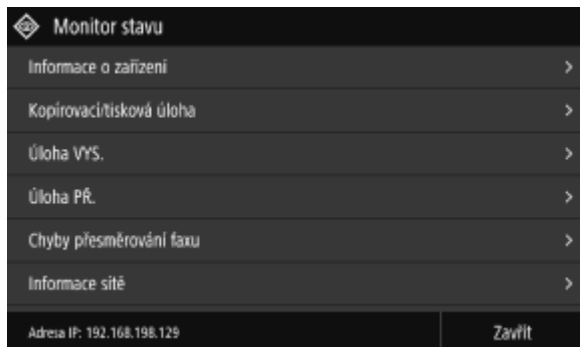 Monitor stavu
Informace o zařízení
Kopírovací/tisková úloha
Úloha VYS.
Úloha PŘ.
Chyby přesměrování faxu
Informace sítě
Adresa IP: 192.168.198.129
Zavřít